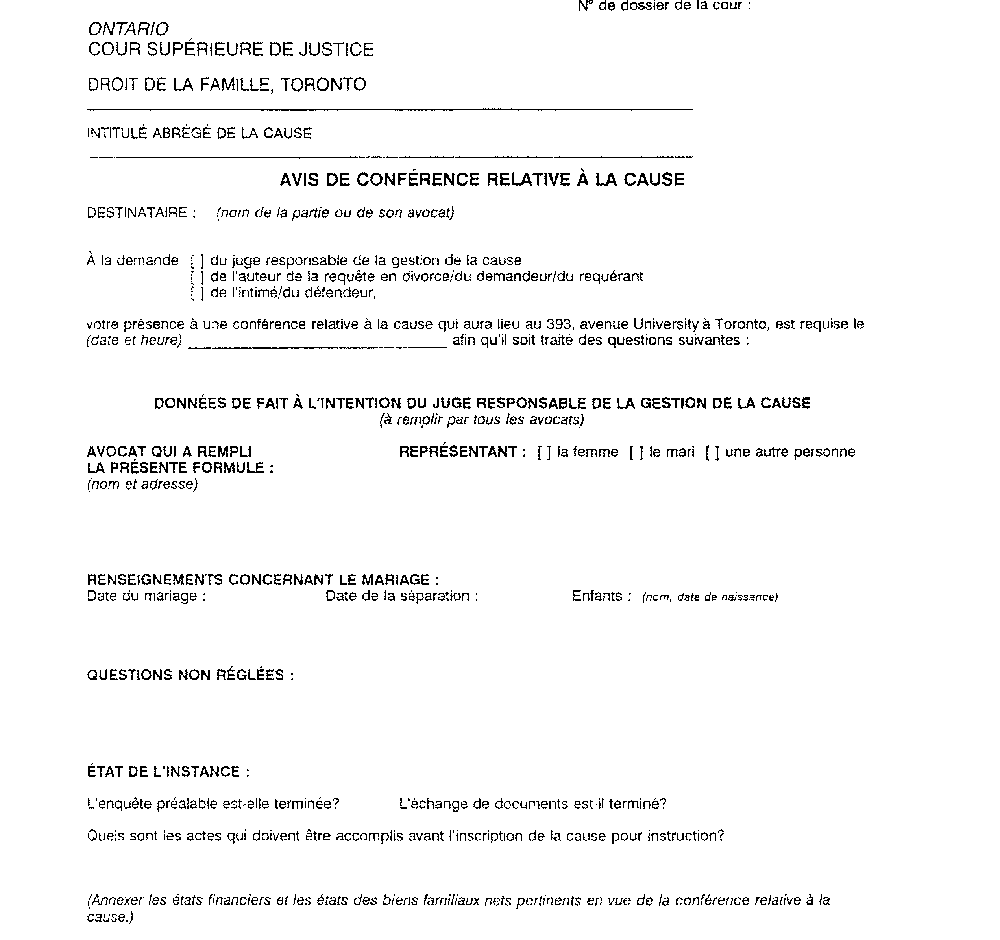 N° de dossier de la cour :
ONTARIO
COUR SUPÉRIEURE DE JUSTICE
DROIT DE LA FAMILLE, TORONTO
INTITULÉ ABRÉGÉ DE LA CAUSE
AVIS DE CONFÉRENCE RELATIVE À LA CAUSE
DESTINATAIRE : (nom de la partie ou de son avocat)
À la demande [ ] du juge responsable de la gestion de la cause
[ ] de l'auteur de la requête en divorce/du demandeur/du requérant
[ ] de l'intimé/du défendeur,
votre présence à une conférence relative à la cause qui aura lieu au 393, avenue University à Toronto, est requise le
(date et heure) ______________________ afin qu'il soit traité des questions suivantes :
DONNÉES DE FAIT À L'INTENTION DU JUGE RESPONSABLE DE LA GESTION DE LA CAUSE
(à remplir par tous les avocats)
AVOCAT QUI A REMPLI REPRÉSENTANT : [ ] la femme [ ] le mari [ ] une autre personne
LA PRÉSENTE FORMULE :
(nom et adresse)
RENSEIGNEMENTS CONCERNANT LE MARIAGE :
Date du mariage : Date de la séparation : Enfants : (nom, date de naissance)
QUESTIONS NON RÉGLÉES :
ÉTAT DE L'INSTANCE :
L'enquête préalable est-elle terminée? L'échange de documents est-il terminé?
Quels sont les actes qui doivent être accomplis avant l'inscription de la cause pour instruction?
(Annexer les états financiers et les états des biens familiaux nets pertinents en vue de la conférence relative à la
cause.)